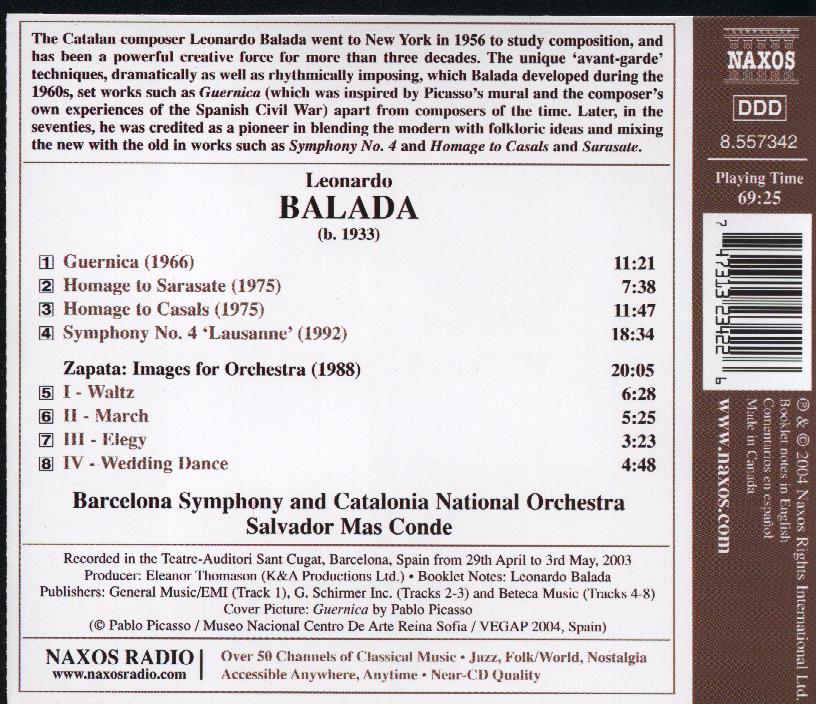 The Catalan composer Leonardo Balada went to New York in 1956 to study composition, and
has been a powerful creative force for more than three decades. The unique ‘avant-garde’
techniques, dramatically as well as rhythmically imposing, which Balada developed during the
1960s, set works such as Guernica (which was inspired by Picasso's mural and the composer's
own experiences of the Spanish Civil War) apart from composers of the time. Later, in the
seventies, he was credited as a pioneer in blending the modern with folkloric ideas and mixing
the new with the old in works such as Symphony No. 4 and Homage to Casals and Sarasate.
Leonardo
BALADA
(b. 1933)
1 Guernica (1966) 11:21
2 Homage to Sarasate (1975) 7:38
3 Homage to Casals (1975) 11:47
4 Symphony No. 4 ‘Lausanne’ (1992) 18:34
Zapata: Images for Orchestra (1988) 20:05
5 I - Waltz 6:28
6 II - March 5:25
7 III - Elegy 3:23
8 IV - Wedding Dance 4:48
Barcelona Symphony and Catalonia National Orchestra
Salvador Mas Conde
Recorded in the Teatre-Auditori Sant Cugat, Barcelona, Spain from 29th April to 3rd May, 2003
Producer: Eleanor Thomason (K&A Productions Ltd.) • Booklet Notes: Leonardo Balada
Publishers: General Music/EMI (Track 1), G. Schirmer Inc. (Tracks 2-3) and Beteca Music (Tracks 4-8)
Cover Picture: Guernica by Pablo Picasso
(© Pablo Picasso / Museo Nacional Centro De Arte Reina Sofia / VEGAP 2004, Spain)
NAXOS RADIO
www.naxosradio.com
Over 50 Channels of Classical Music • Jazz, Folk/World, Nostalgia
Accessible Anywhere, Anytime • Near-CD Quality
NAXOS
DDD
8.557342
Playing Time
69:25
7 47313 23422 6
℗ & © 2004 Naxos Rights International Ltd.
Booklet notes in English
Comentarios en español
Made in Canada
www.naxos.com